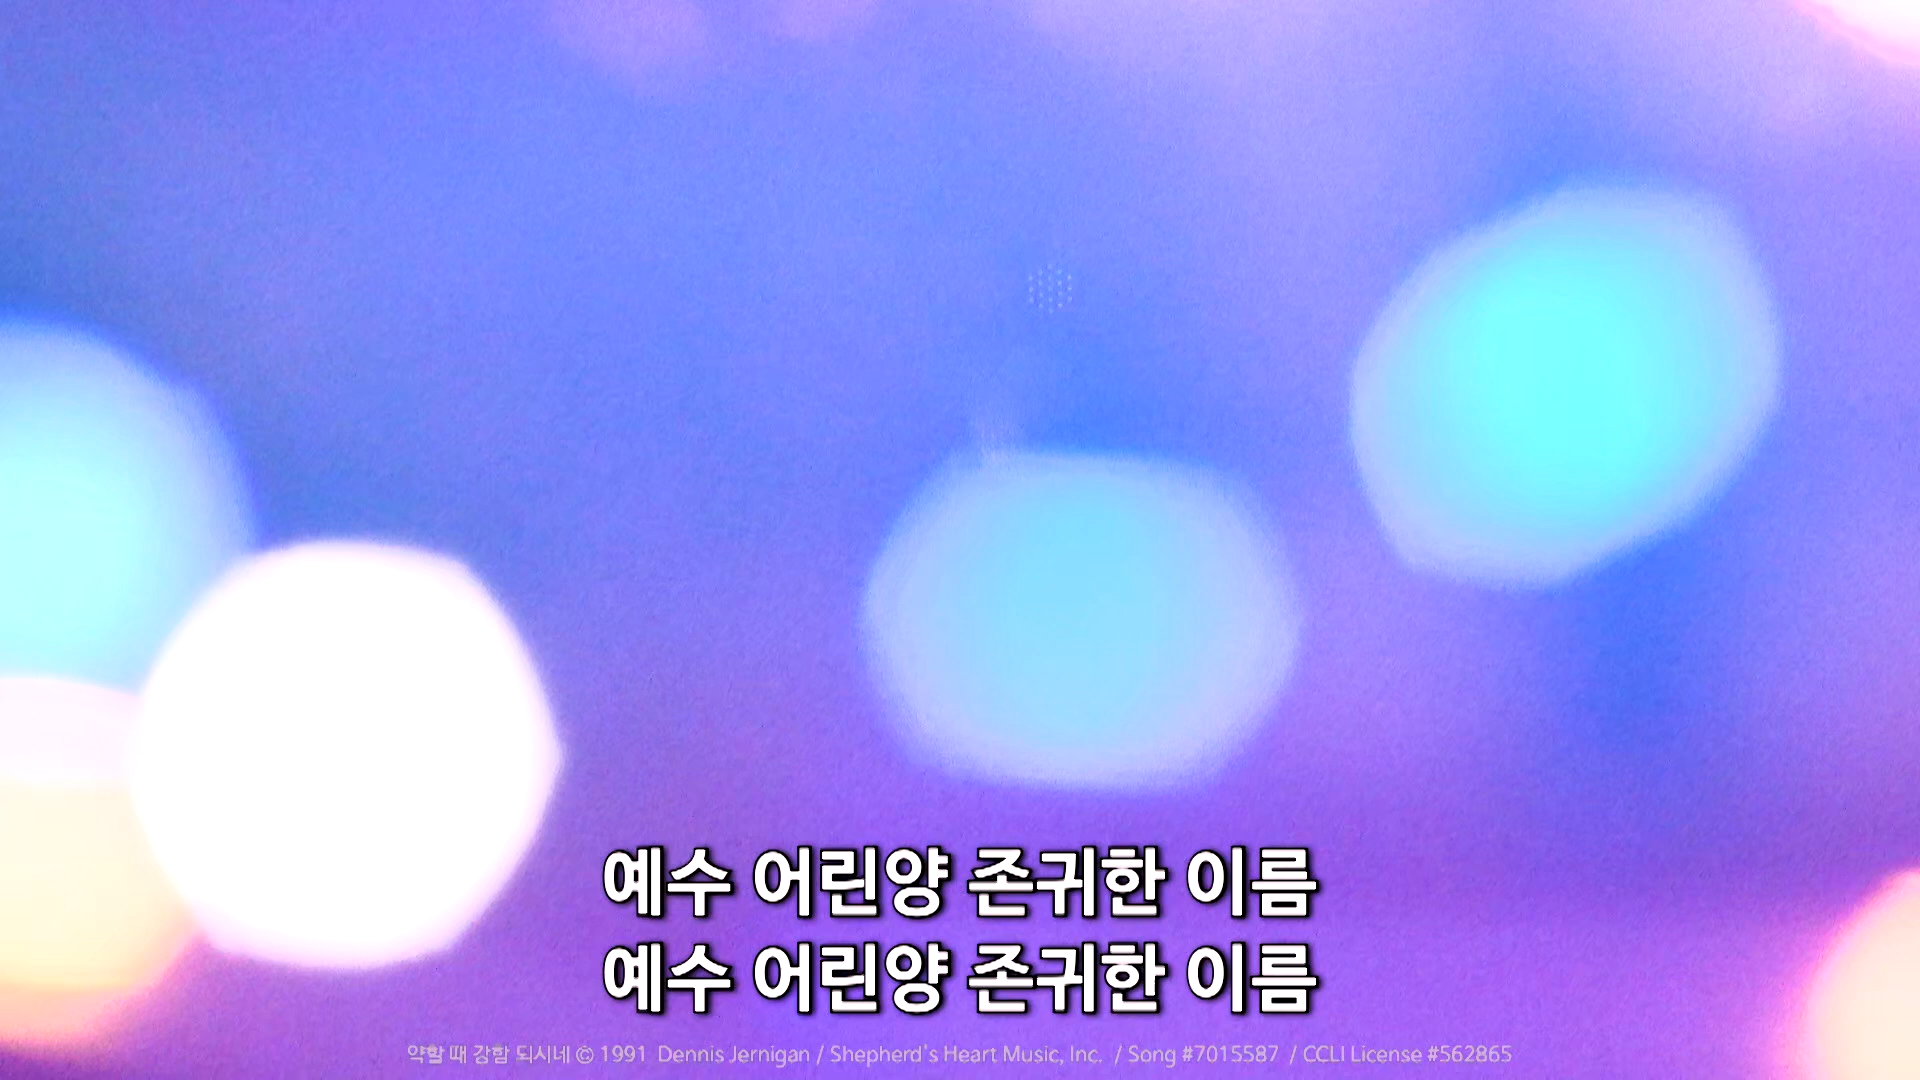 예수 어린양 존귀한 이름
예수 어린양 존귀한 이름
약할 때 강함 되시네 © 1991 Dennis Jernigan / Shepherd's Heart Music, Inc. / Song #7015587 / CCLI License #562865